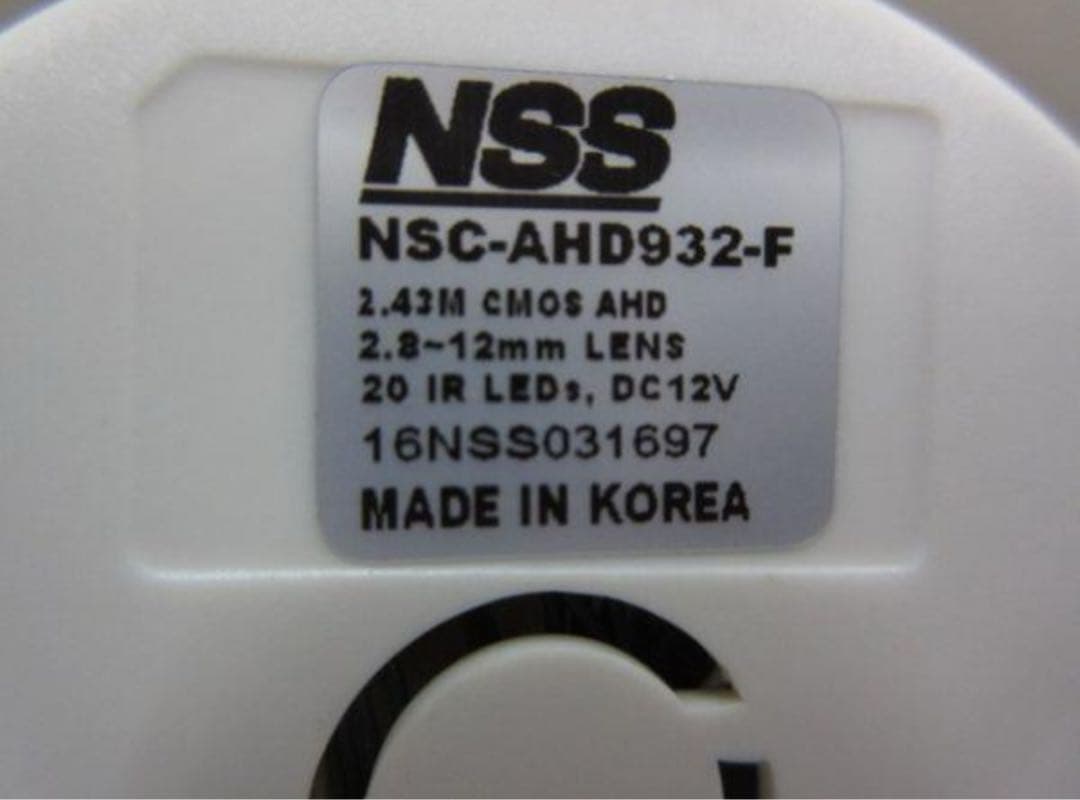 NSS
NSC-AHD932-F
2.43M CMOS AHD
2.8~12mm LENS
20 IR LEDs, DC12V
16NSS031697
MADE IN KOREA